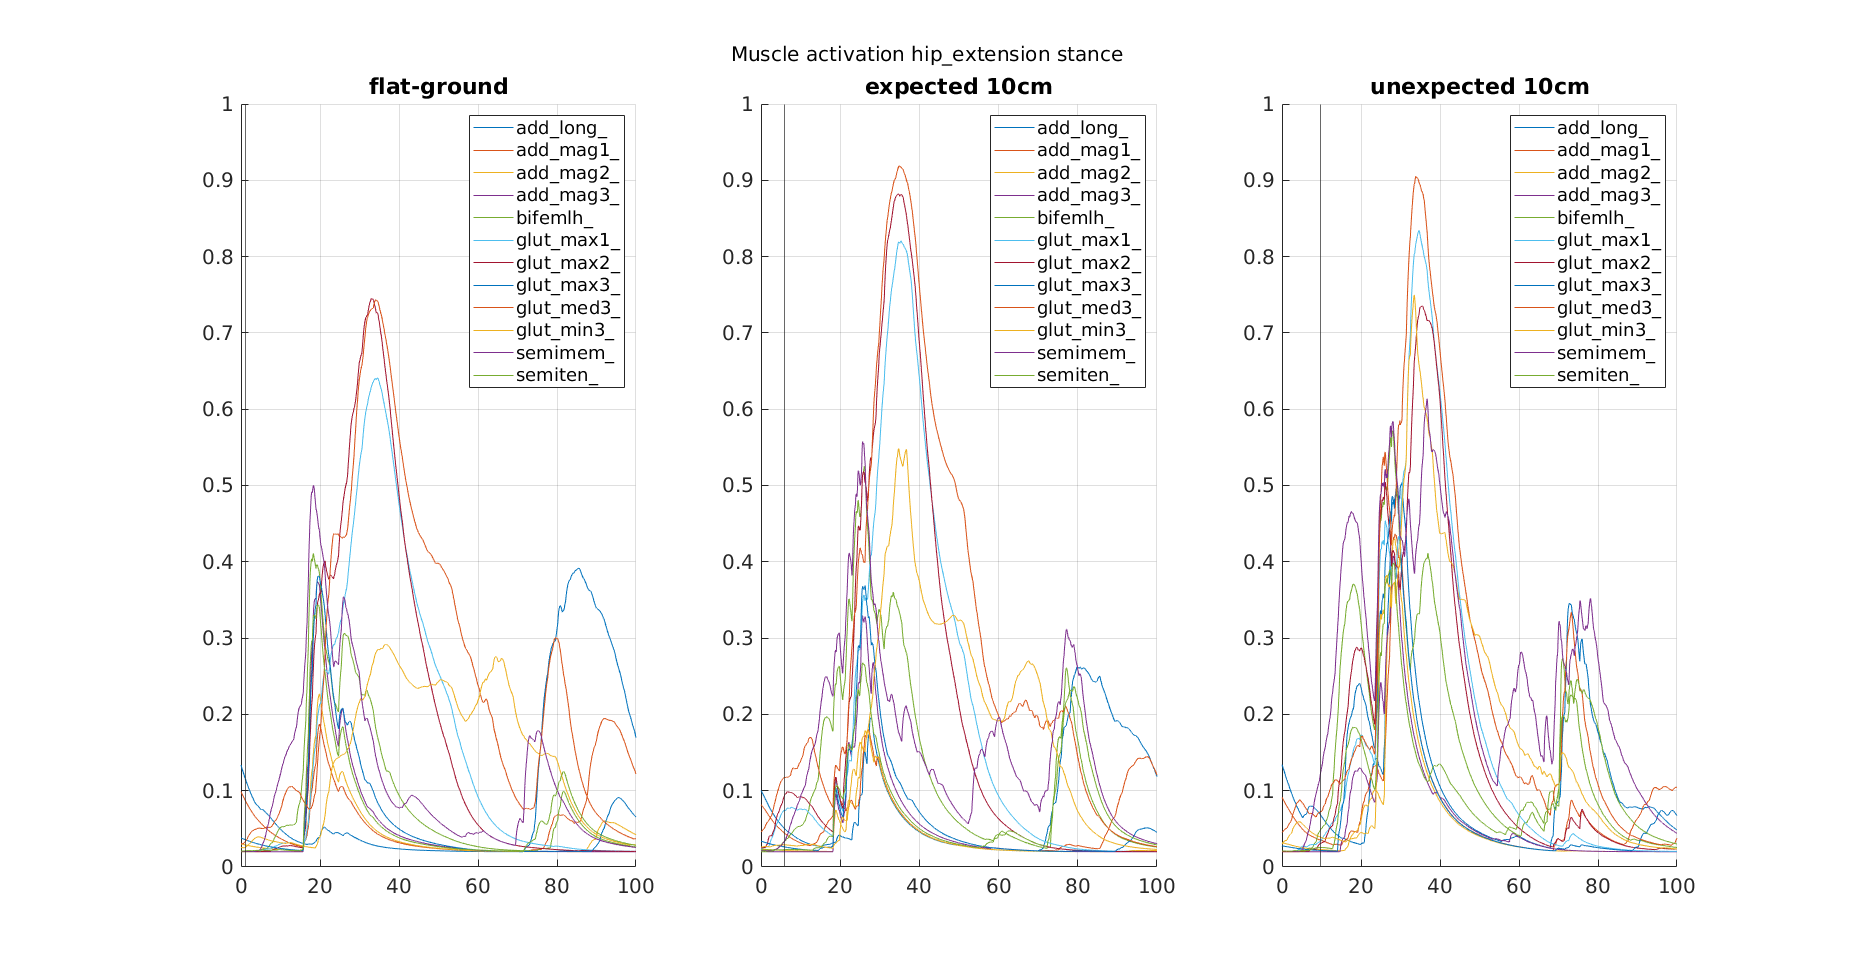 Muscle activation hip_extension stance
flat-ground
1
0.9
0.8
0.7
0.6
0.5
0.4
0.3
0.2
0.1
0
0 20 40 60 80 100
add_long_
add_mag1_
add_mag2_
add_mag3_
bifemlh_
glut_max1_
glut_max2_
glut_max3_
glut_med3_
glut_min3_
semimem_
semiten_
expected 10cm
1
0.9
0.8
0.7
0.6
0.5
0.4
0.3
0.2
0.1
0
0 20 40 60 80 100
add_long_
add_mag1_
add_mag2_
add_mag3_
bifemlh_
glut_max1_
glut_max2_
glut_max3_
glut_med3_
glut_min3_
semimem_
semiten_
unexpected 10cm
1
0.9
0.8
0.7
0.6
0.5
0.4
0.3
0.2
0.1
0
0 20 40 60 80 100
add_long_
add_mag1_
add_mag2_
add_mag3_
bifemlh_
glut_max1_
glut_max2_
glut_max3_
glut_med3_
glut_min3_
semimem_
semiten_